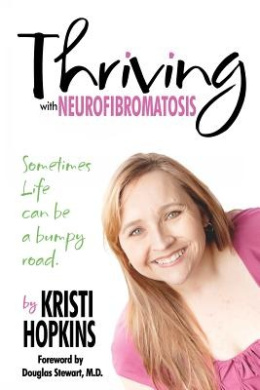 Thriving
with NEUROFIBROMATOSIS
Sometimes
Life
can be
a bumpy
road.
by KRISTI
HOPKINS
Foreword by
Douglas Stewart, M.D.